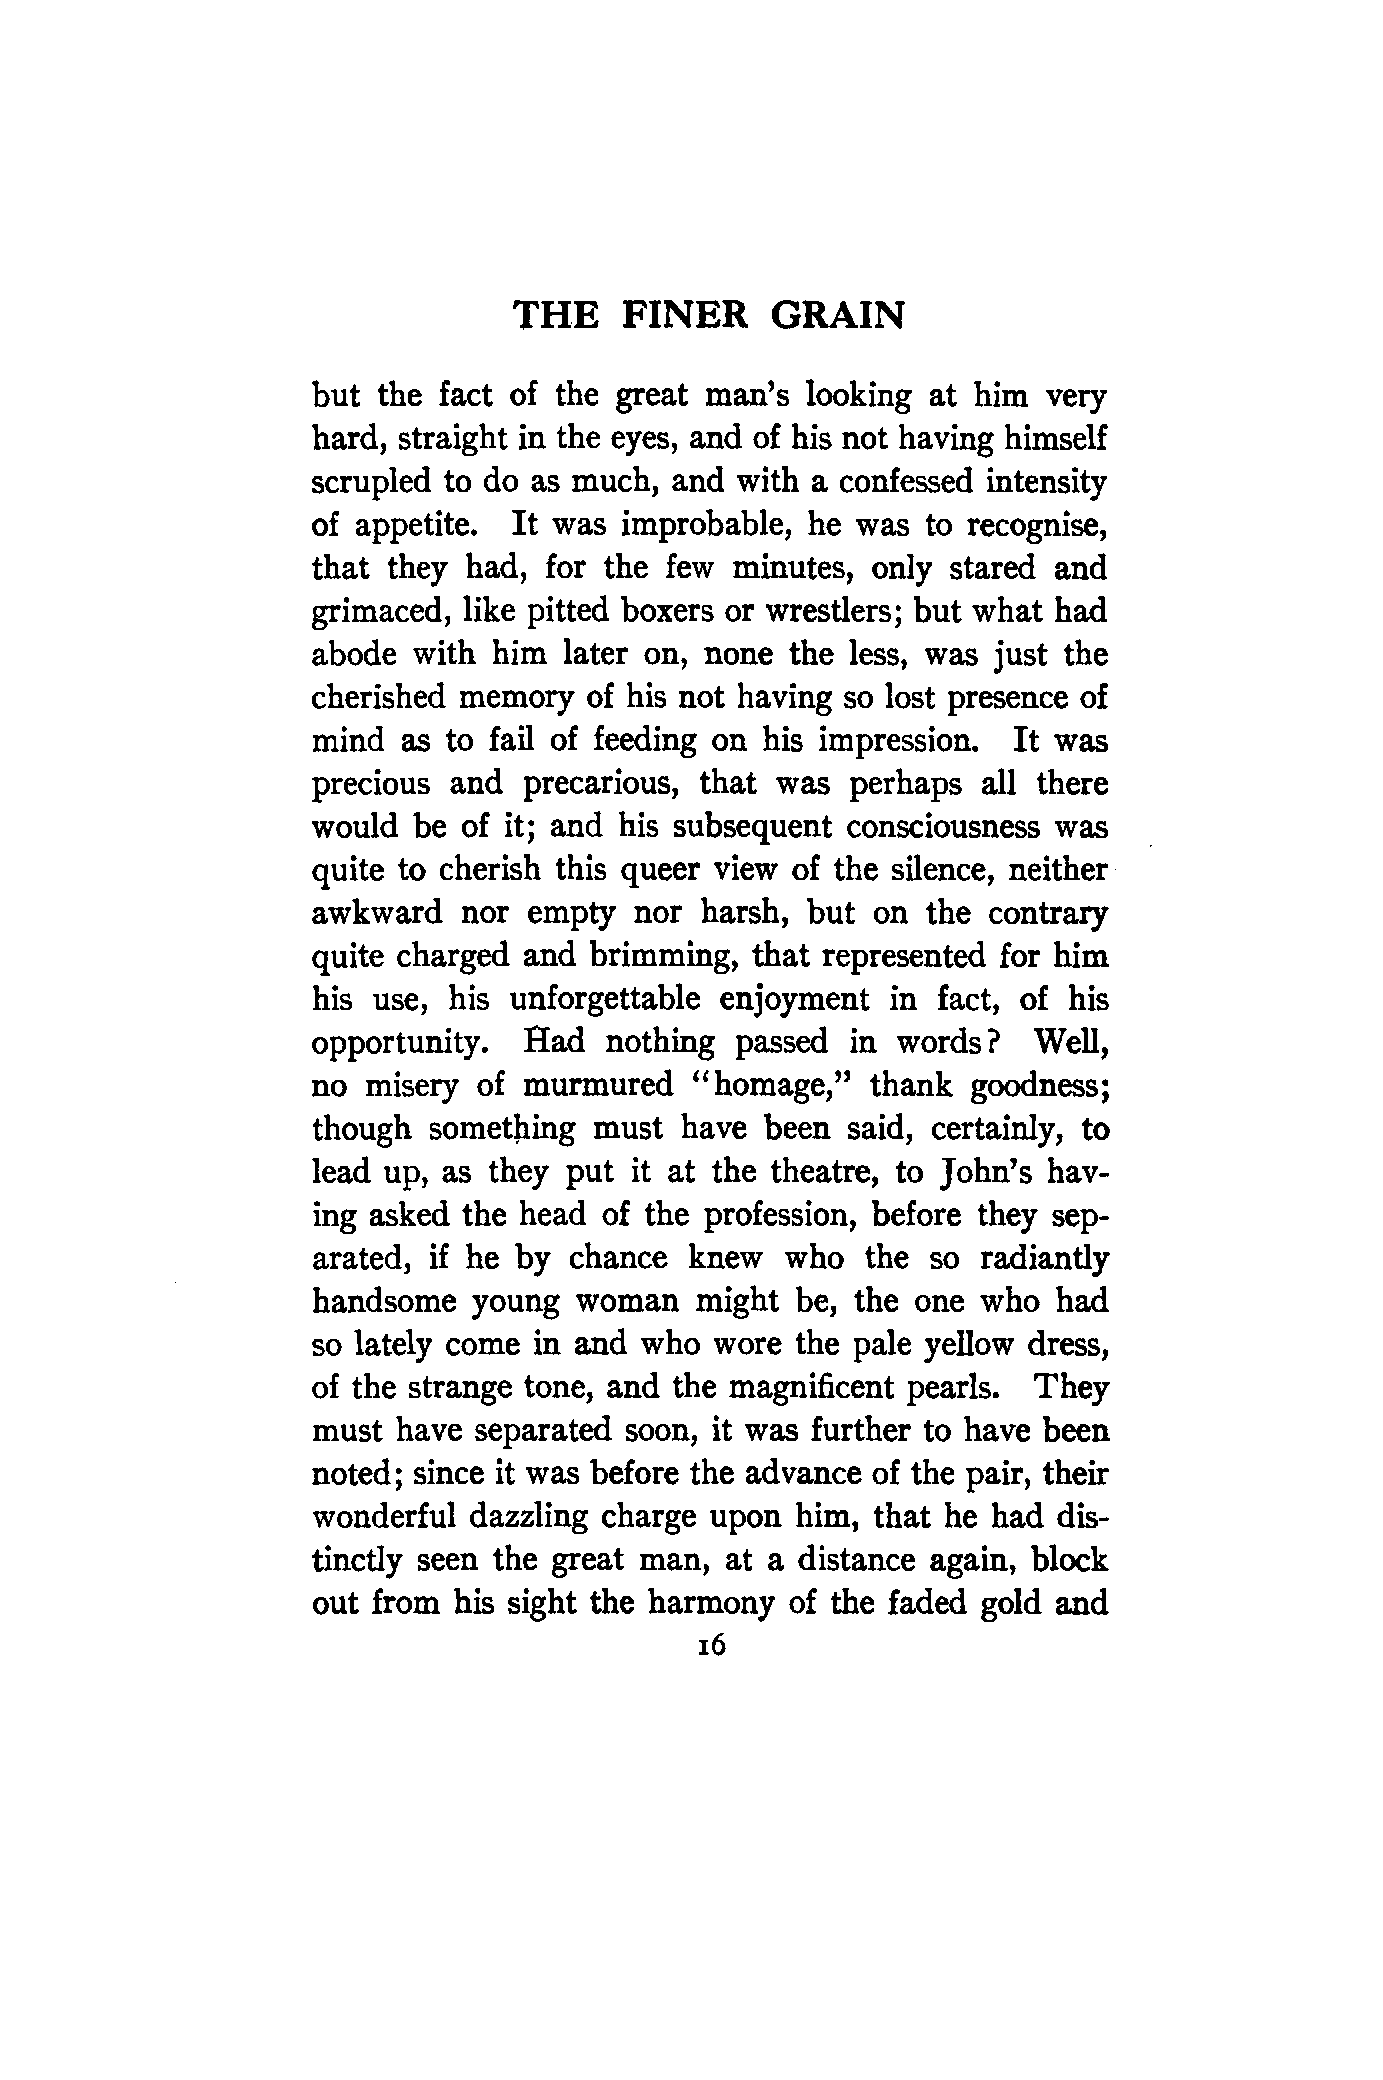 THE FINER GRAIN
but the fact of the great man's looking at him very
hard, straight in the eyes, and of his not having himself
scrupled to do as much, and with a confessed intensity
of appetite. It was improbable, he was to recognise,
that they had, for the few minutes, only stared and
grimaced, like pitted boxers or wrestlers; but what had
abode with him later on, none the less, was just the
cherished memory of his not having so lost presence of
mind as to fail of feeding on his impression. It was
precious and precarious, that was perhaps all there
would be of it; and his subsequent consciousness was
quite to cherish this queer view of the silence, neither
awkward nor empty nor harsh, but on the contrary
quite charged and brimming, that represented for him
his use, his unforgettable enjoyment in fact, of his
opportunity. Had nothing passed in words? Well,
no misery of murmured "homage," thank goodness;
though something must have been said, certainly, to
lead up, as they put it at the theatre, to John's hav-
ing asked the head of the profession, before they sep-
arated, if he by chance knew who the so radiantly
handsome young woman might be, the one who had
so lately come in and who wore the pale yellow dress,
of the strange tone, and the magnificent pearls. They
must have separated soon, it was further to have been
noted; since it was before the advance of the pair, their
wonderful dazzling charge upon him, that he had dis-
tinctly seen the great man, at a distance again, block
out from his sight the harmony of the faded gold and
16